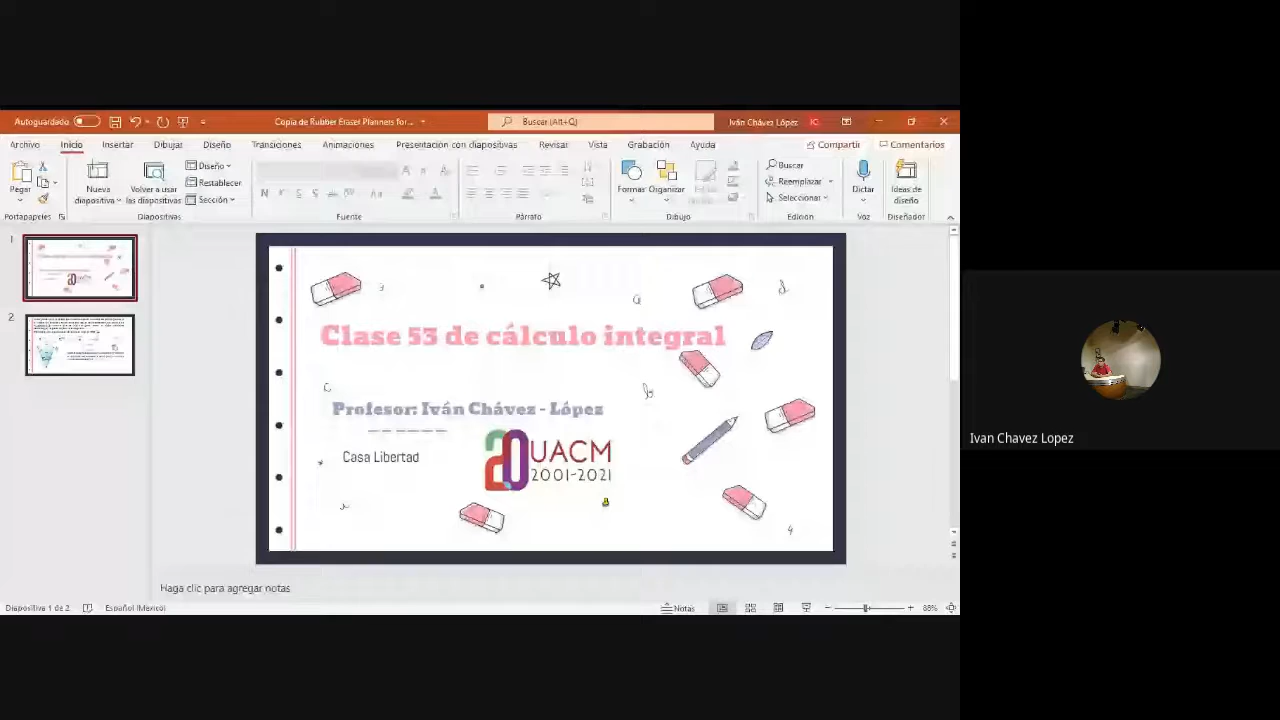 Autoguardado
Copia de Rubber Eraser Planners for...
Buscar (Alt+Q)
Iván Chávez López
IC
Archivo Inicio Insertar Dibujar Diseño Transiciones Animaciones Presentación con diapositivas Revisar Vista Grabación Ayuda
Compartir Comentarios
Pegar
Portapapeles
Nueva diapositiva
Volver a usar las diapositivas
Diseño
Restablecer
Sección
Diapositivas
N
Fuente
Párrafo
Formas
Organizar
Dibujo
Buscar
Reemplazar
Seleccionar
Edición
Dictar
Voz
Ideas de diseño
Diseñador
1
2
Clase 53 de cálculo integral
Profesor: Iván Chávez - López
Casa Libertad
20 UACM
2001-2021
Haga clic para agregar notas
Diapositiva 1 de 2
Español (México)
Notas
88%
Ivan Chavez Lopez